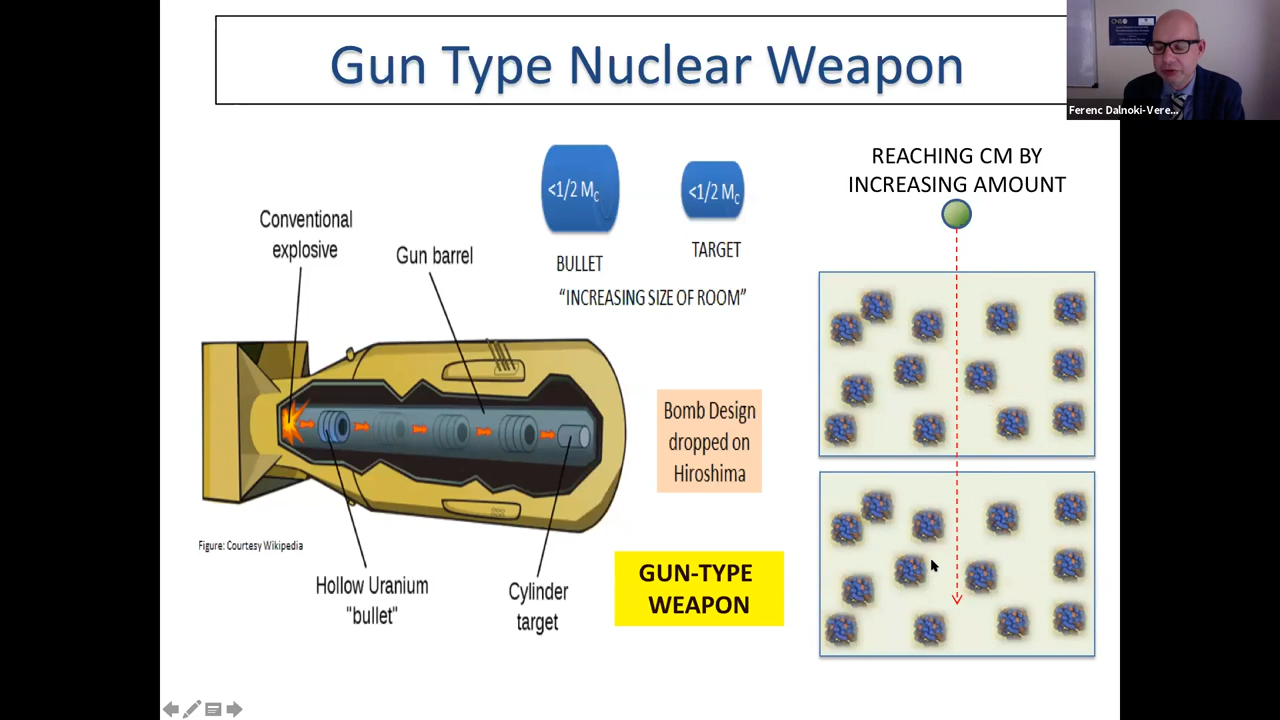 Gun Type Nuclear Weapon
Ferenc Dalnoki-Vere...
<1/2 MC
<1/2 MC
BULLET
TARGET
“INCREASING SIZE OF ROOM”
REACHING CM BY
INCREASING AMOUNT
Conventional
explosive
Gun barrel
Bomb Design
dropped on
Hiroshima
Figure: Courtesy Wikipedia
Hollow Uranium
"bullet"
Cylinder
target
GUN-TYPE
WEAPON